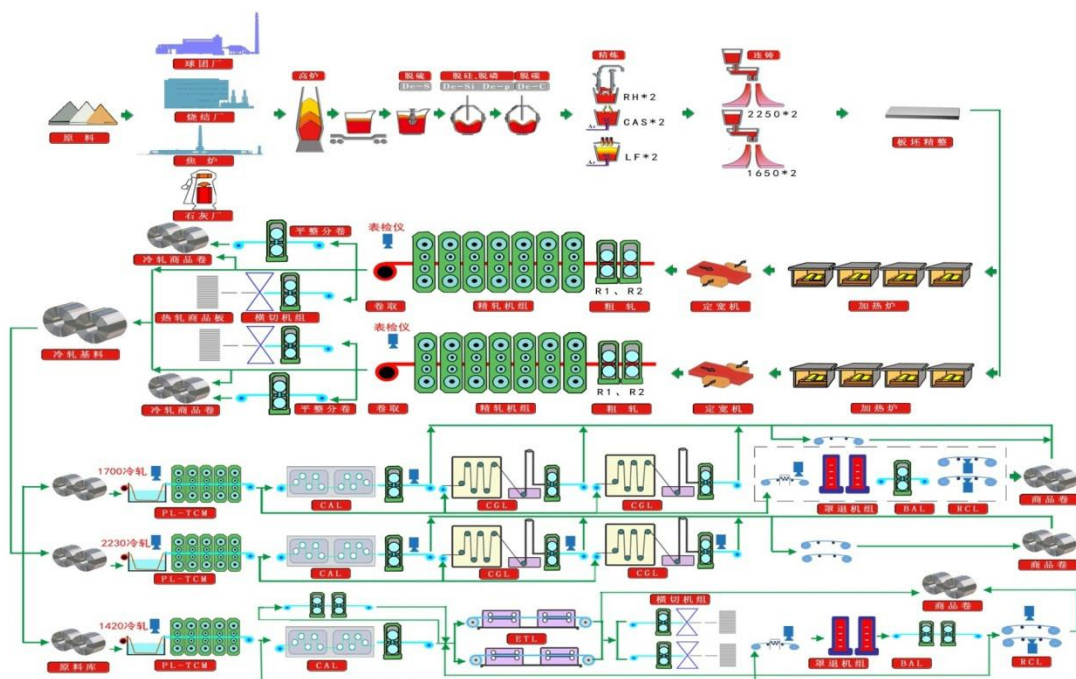 球团厂
高炉
脱硫
De-S
脱硅,脱磷
De-Si De-p
脱碳
De-C
精炼
连铸
RH*2
原料
烧结厂
CAS*2
2250*2
Ar
板坯精整
焦炉
LF*2
Ar
1650*2
石灰厂
平整分卷
表检仪
冷轧商品卷
R1、R2
热轧商品板
横切机组
卷取
精轧机组
粗轧
定宽机
加热炉
表检仪
冷轧基料
R1、R2
冷轧商品卷
平整分卷
卷取
精轧机组
粗轧
定宽机
加热炉
1700冷轧
PL-TCM
CAL
CGL
CGL
罩退机组
BAL
RCL
商品卷
2230冷轧
PL-TCM
CAL
CGL
CGL
商品卷
横切机组
商品卷
1420冷轧
ETL
原料库
PL-TCM
CAL
罩退机组
BAL
RCL